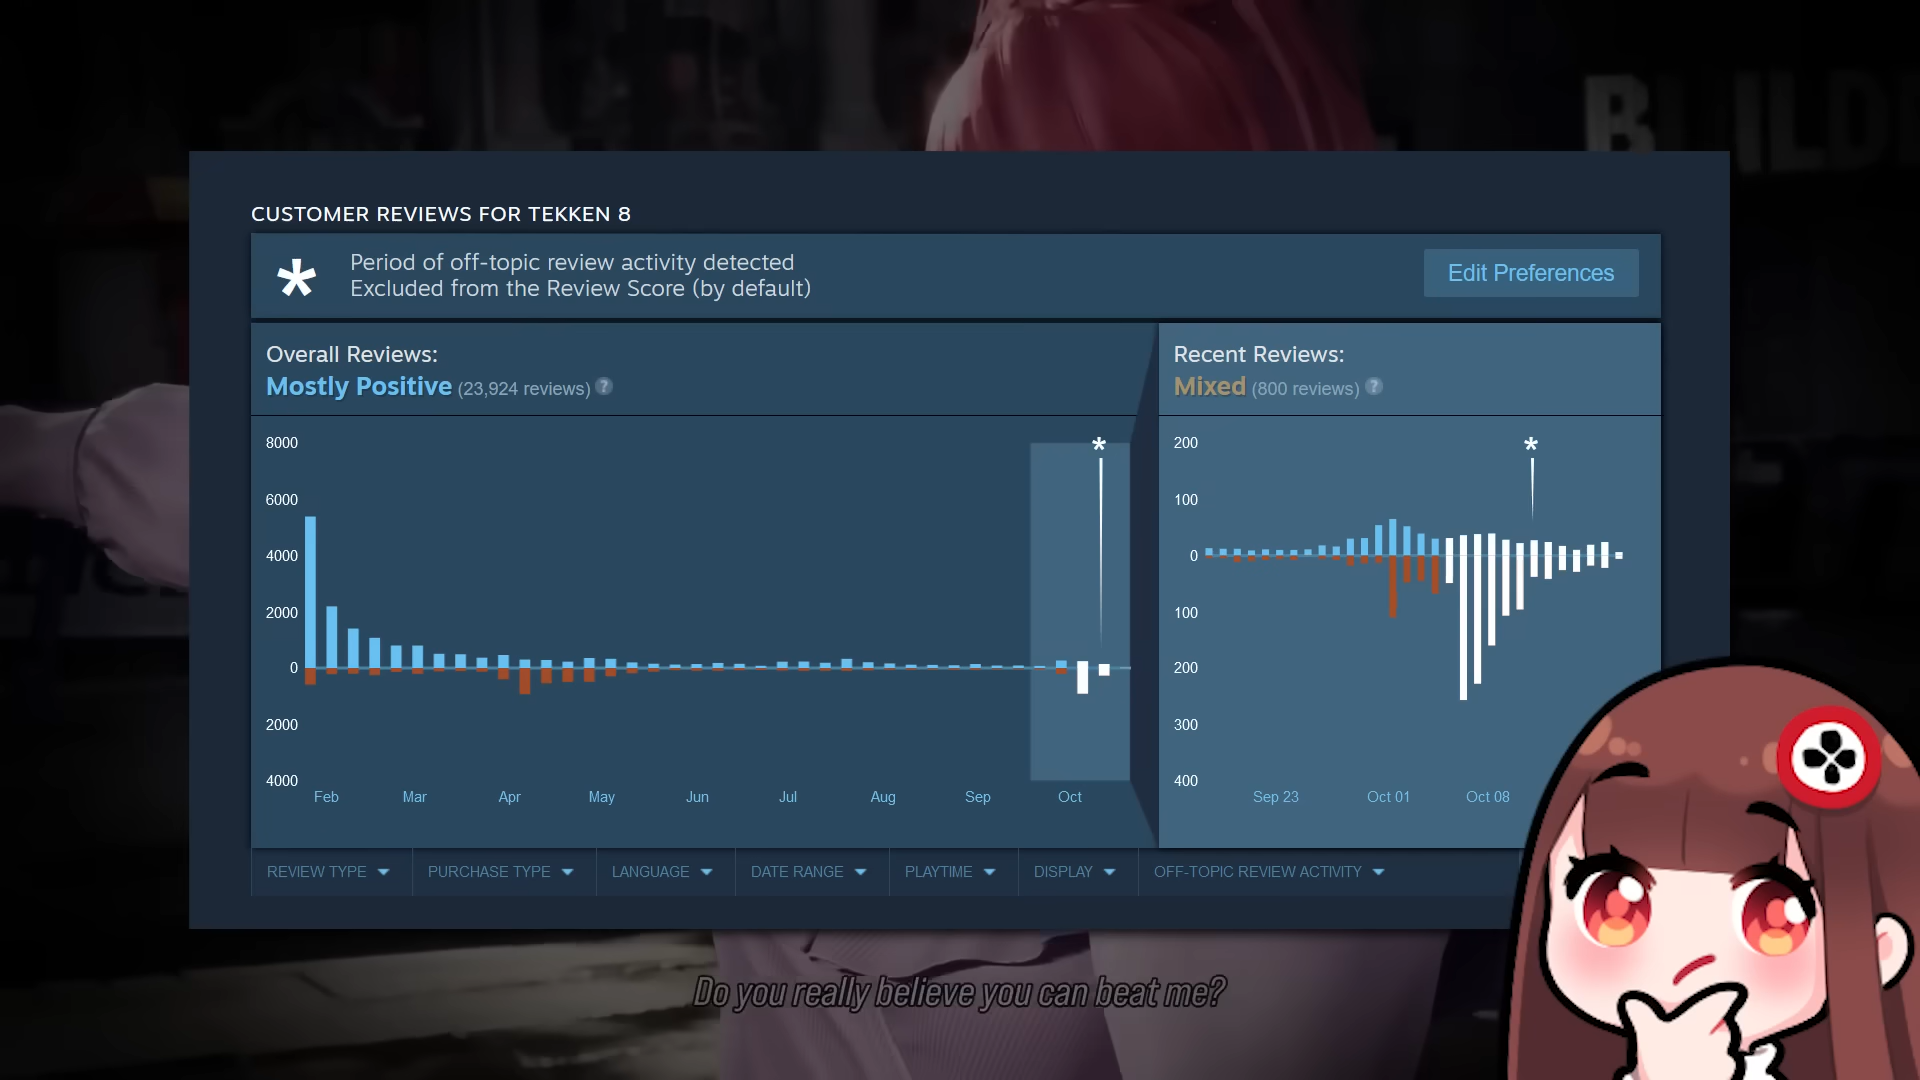 BUILD
CUSTOMER REVIEWS FOR TEKKEN 8
* Period of off-topic review activity detected
Excluded from the Review Score (by default)
Edit Preferences
Overall Reviews:
Mostly Positive (23,924 reviews) ?
8000
6000
4000
2000
0
2000
4000
*
Feb Mar Apr May Jun Jul Aug Sep Oct
Recent Reviews:
Mixed (800 reviews) ?
200
100
0
100
200
300
400
*
Sep 23 Oct 01 Oct 08
REVIEW TYPE PURCHASE TYPE LANGUAGE DATE RANGE PLAYTIME DISPLAY OFF-TOPIC REVIEW ACTIVITY
Do you really believe you can beat me?